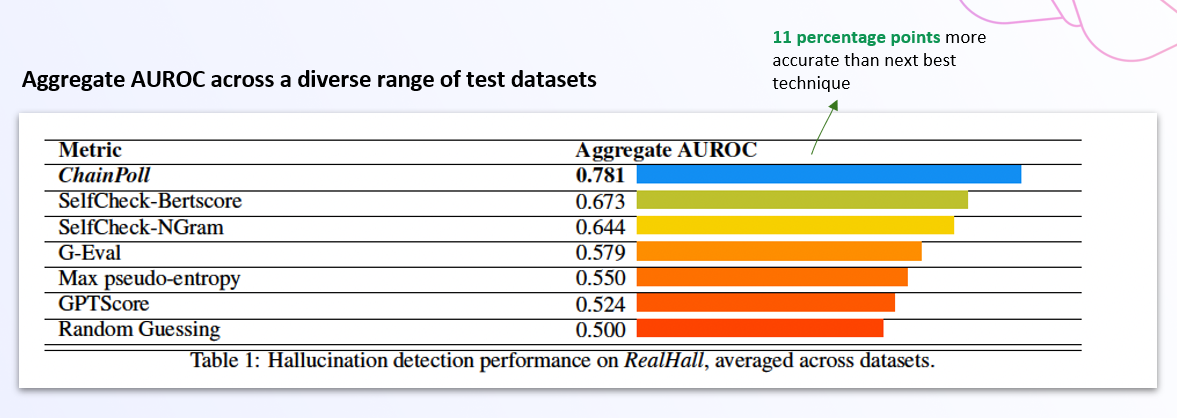 11 percentage points more
accurate than next best
technique
Aggregate AUROC across a diverse range of test datasets
Metric Aggregate AUROC
ChainPoll 0.781
SelfCheck-Bertscore 0.673
SelfCheck-NGram 0.644
G-Eval 0.579
Max pseudo-entropy 0.550
GPTScore 0.524
Random Guessing 0.500
Table 1: Hallucination detection performance on RealHall, averaged across datasets.